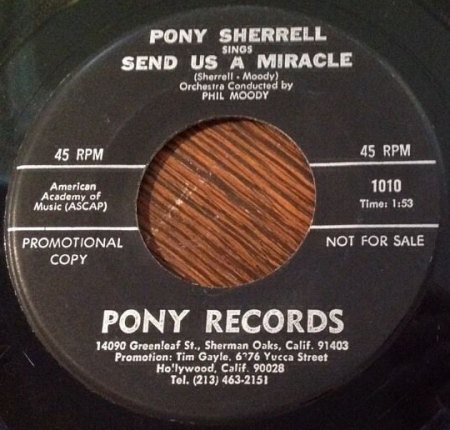 PONY SHERRELL
SINGS
SEND US A MIRACLE
(Sherrell - Moody)
Orchestra Conducted by
PHIL MOODY
45 RPM
45 RPM
American
Academy of
Music (ASCAP)
1010
Time: 1:53
PROMOTIONAL
COPY
NOT FOR SALE
PONY RECORDS
14090 Greenleaf St., Sherman Oaks, Calif. 91403
Promotion: Tim Gayle, Yucca Street
Hollywood, Calif. 90028
Tel. (213) 463-2151